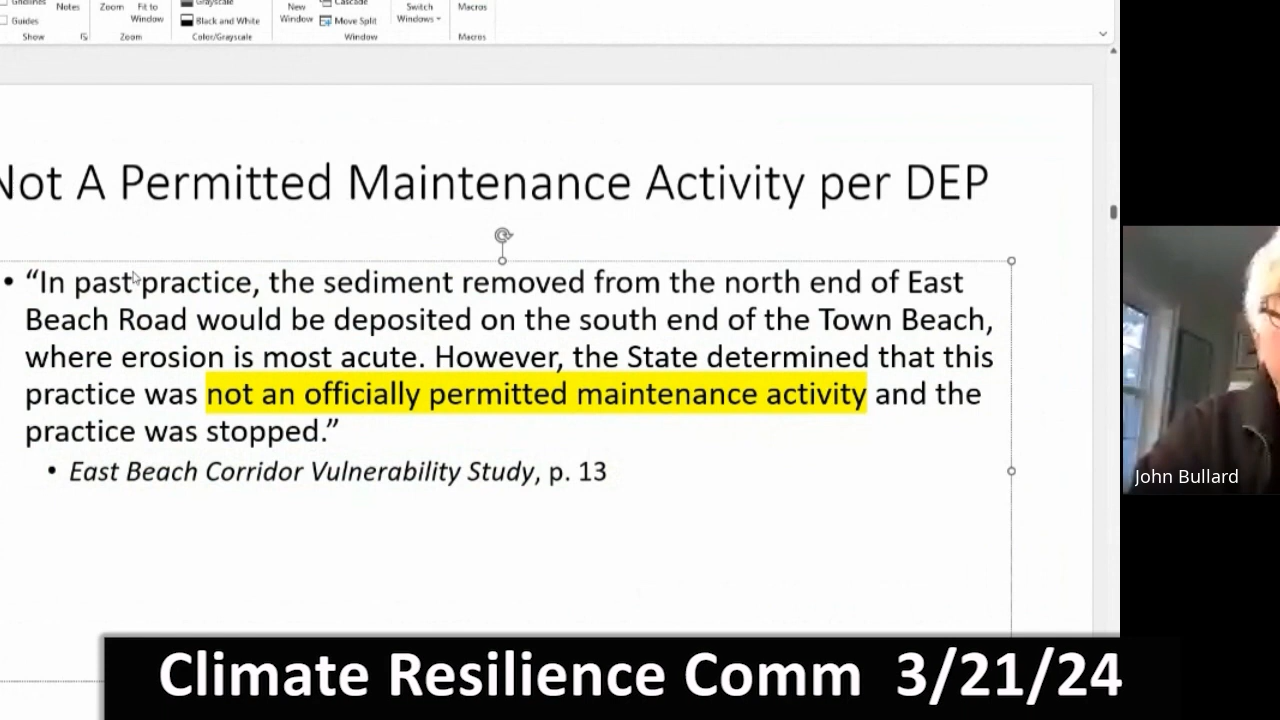 Gridlines
Guides
Show
Notes
Zoom
Fit to
Window
Zoom
Grayscale
Black and White
Color/Grayscale
New
Window
Cascade
Move Split
Window
Switch
Windows
Macros
Macros
Not A Permitted Maintenance Activity per DEP
• “In past practice, the sediment removed from the north end of East
Beach Road would be deposited on the south end of the Town Beach,
where erosion is most acute. However, the State determined that this
practice was not an officially permitted maintenance activity and the
practice was stopped.”
• East Beach Corridor Vulnerability Study, p. 13
John Bullard
Climate Resilience Comm 3/21/24